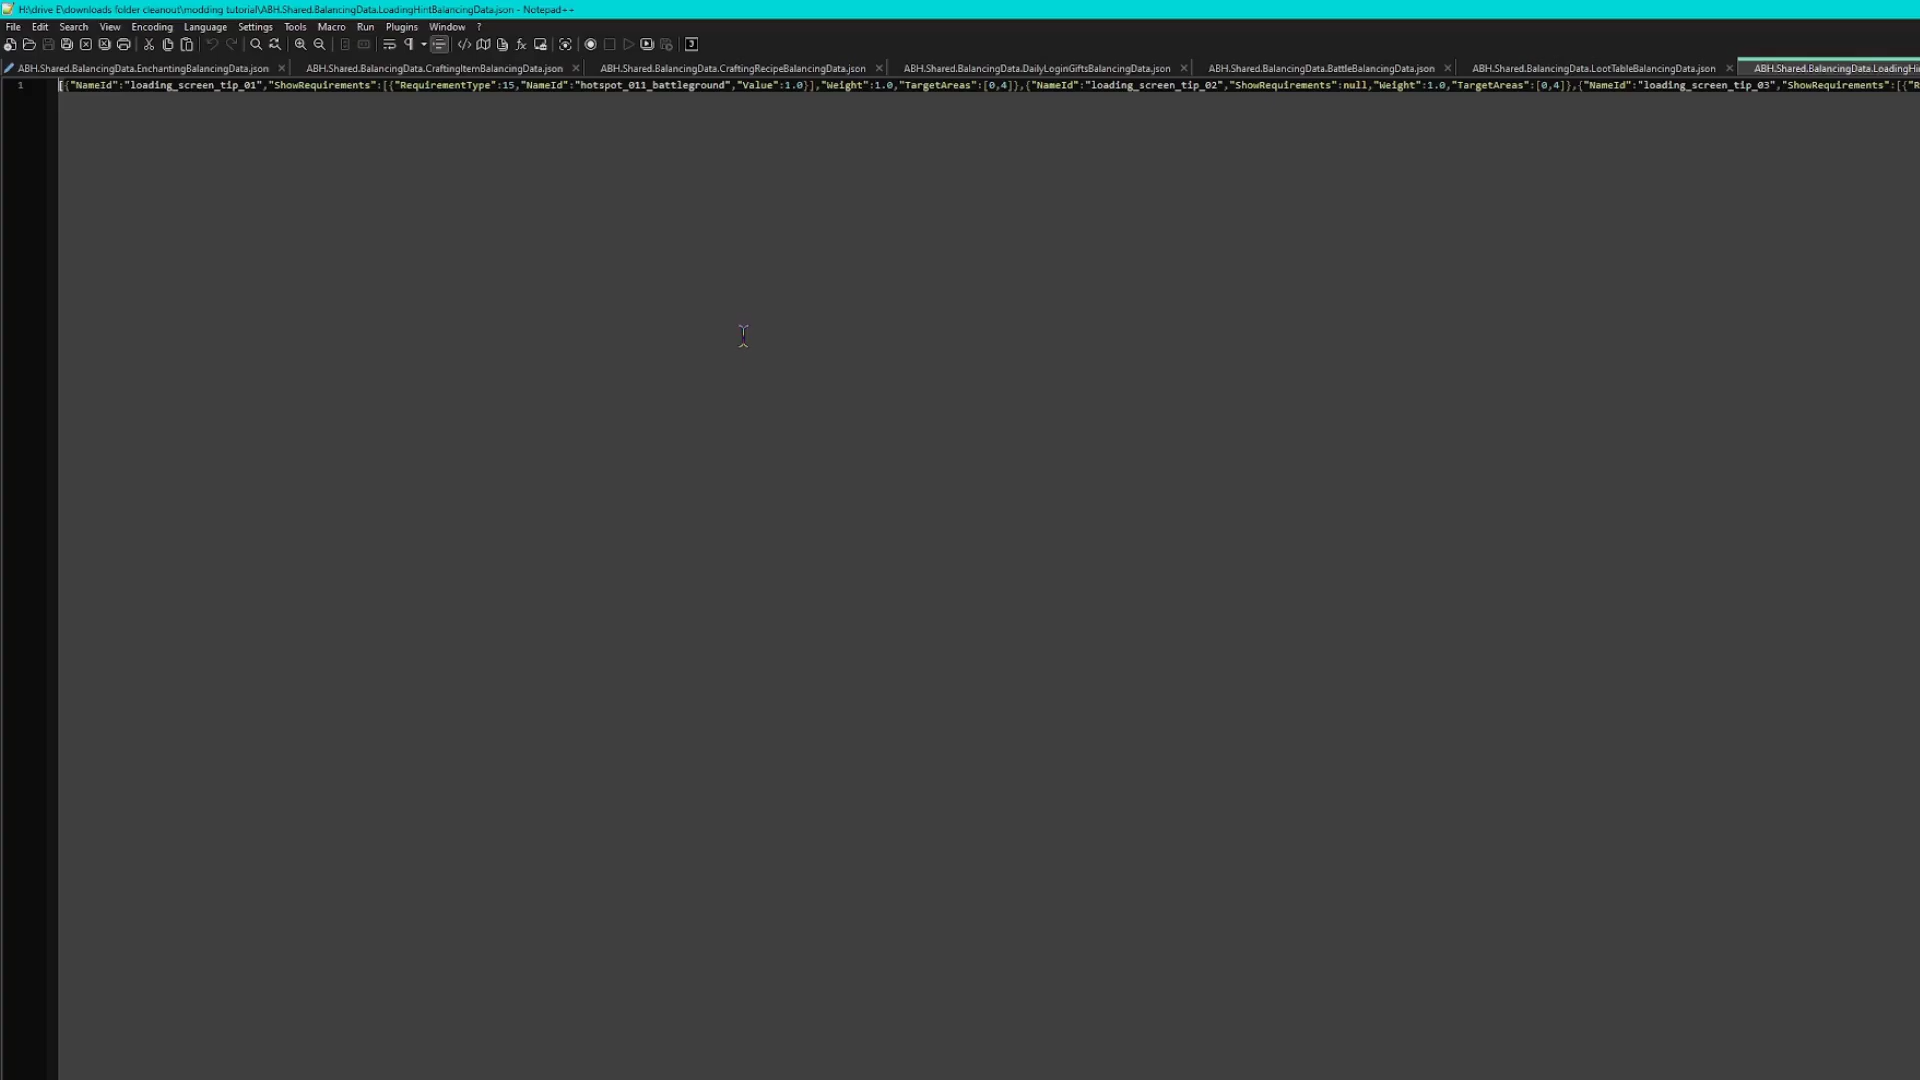 H:\drive E\downloads folder cleanout\modding tutorial\ABH.Shared.BalancingData.LoadingHintBalancingData.json - Notepad++
File Edit Search View Encoding Language Settings Tools Macro Run Plugins Window ?
ABH.Shared.BalancingData.EnchantingBalancingData.json ABH.Shared.BalancingData.CraftingItemBalancingData.json ABH.Shared.BalancingData.CraftingRecipeBalancingData.json ABH.Shared.BalancingData.DailyLoginGiftsBalancingData.json ABH.Shared.BalancingData.BattleBalancingData.json ABH.Shared.BalancingData.LootTableBalancingData.json ABH.Shared.BalancingData.LoadingHi
1 [{"NameId":"loading_screen_tip_01","ShowRequirements":[{"RequirementType":15,"NameId":"hotspot_011_battleground","Value":1.0}],"Weight":1.0,"TargetAreas":[0,4]},{"NameId":"loading_screen_tip_02","ShowRequirements":null,"Weight":1.0,"TargetAreas":[0,4]},{"NameId":"loading_screen_tip_03","ShowRequirements":[{"R